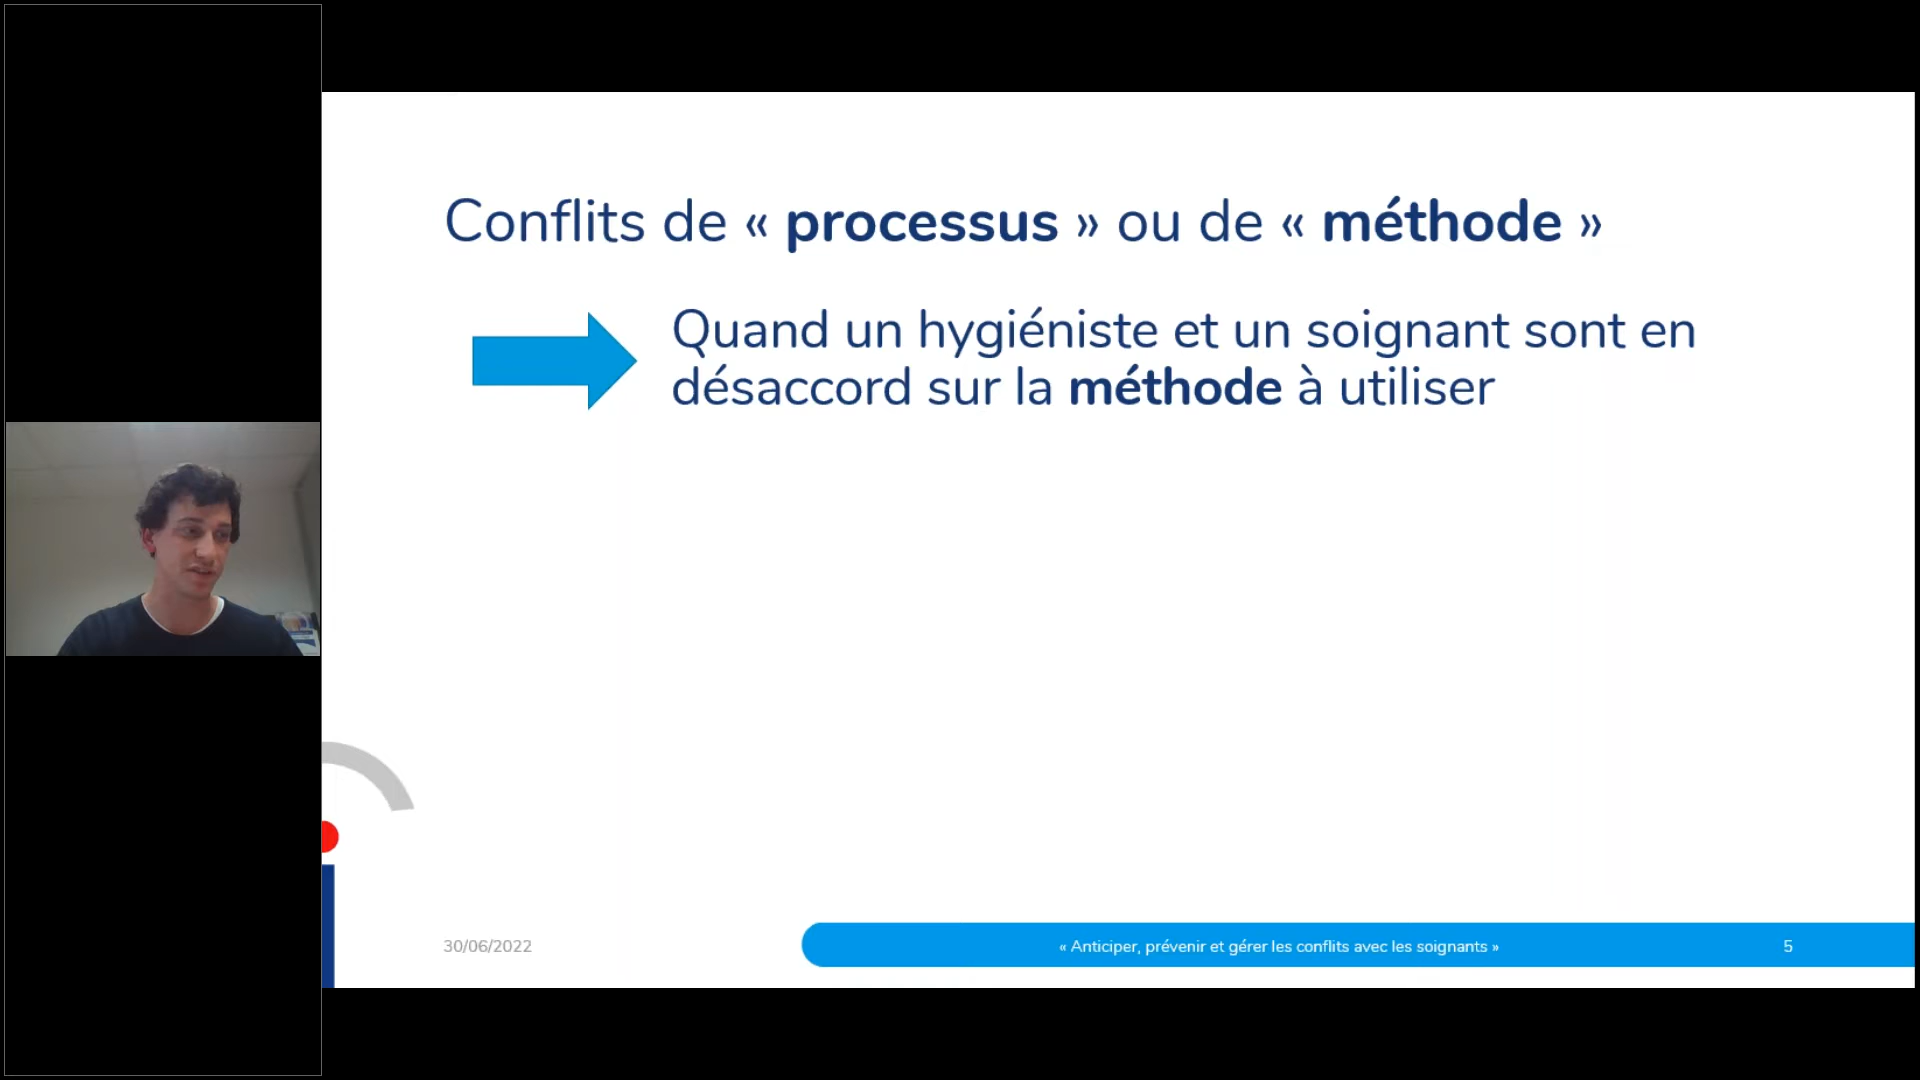 Conflits de « processus » ou de « méthode »
Quand un hygiéniste et un soignant sont en
désaccord sur la méthode à utiliser
30/06/2022
« Anticiper, prévenir et gérer les conflits avec les soignants »
5